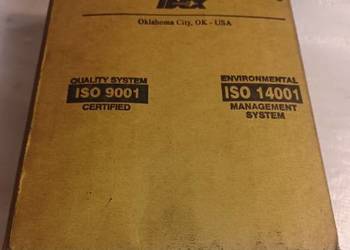 Oklahoma City, OK - USA
QUALITY SYSTEM
ISO 9001
CERTIFIED
ENVIRONMENTAL
ISO 14001
MANAGEMENT
SYSTEM